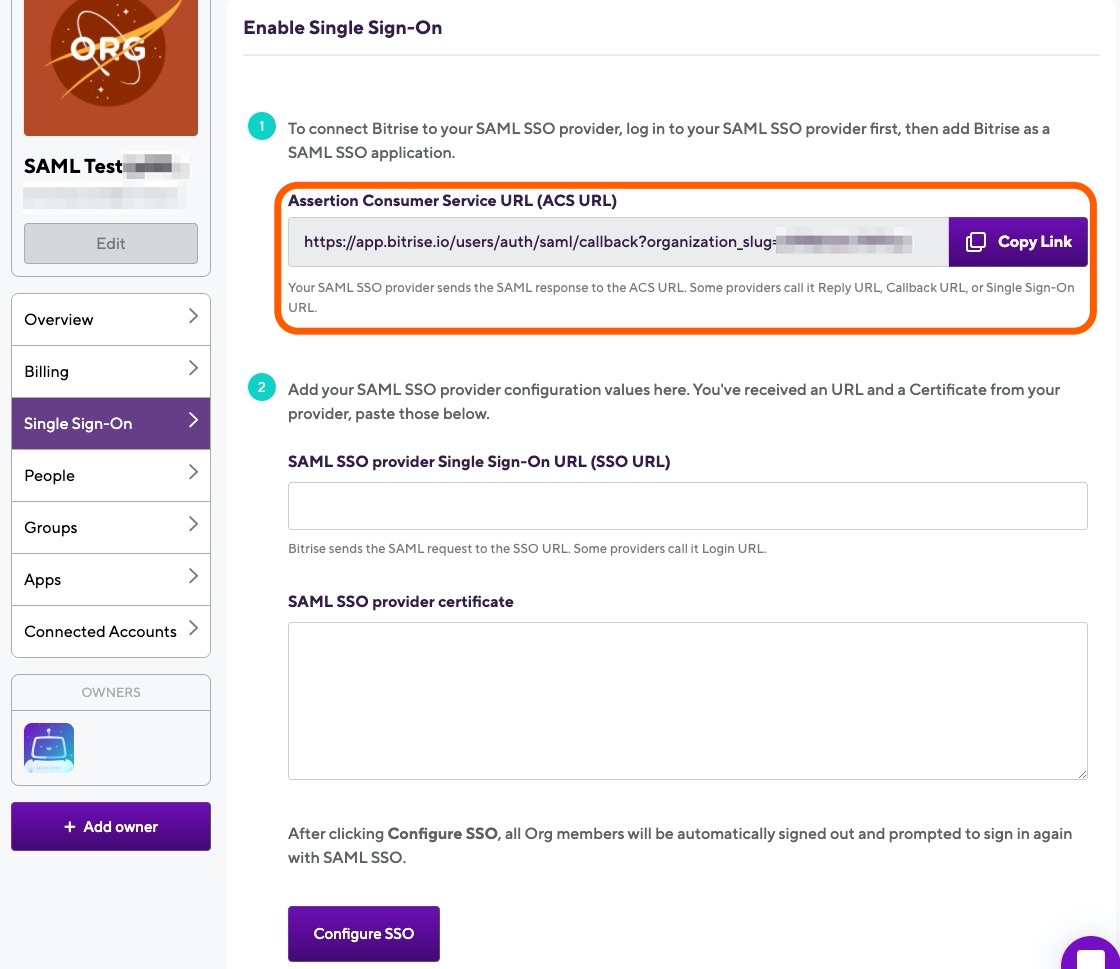 ORG
SAML Test
Edit
Overview
Billing
Single Sign-On
People
Groups
Apps
Connected Accounts
OWNERS
+ Add owner
Enable Single Sign-On
1
To connect Bitrise to your SAML SSO provider, log in to your SAML SSO provider first, then add Bitrise as a
SAML SSO application.
Assertion Consumer Service URL (ACS URL)
https://app.bitrise.io/users/auth/saml/callback?organization_slug=
Copy Link
Your SAML SSO provider sends the SAML response to the ACS URL. Some providers call it Reply URL, Callback URL, or Single Sign-On
URL.
2
Add your SAML SSO provider configuration values here. You've received an URL and a Certificate from your
provider, paste those below.
SAML SSO provider Single Sign-On URL (SSO URL)
Bitrise sends the SAML request to the SSO URL. Some providers call it Login URL.
SAML SSO provider certificate
After clicking Configure SSO, all Org members will be automatically signed out and prompted to sign in again
with SAML SSO.
Configure SSO